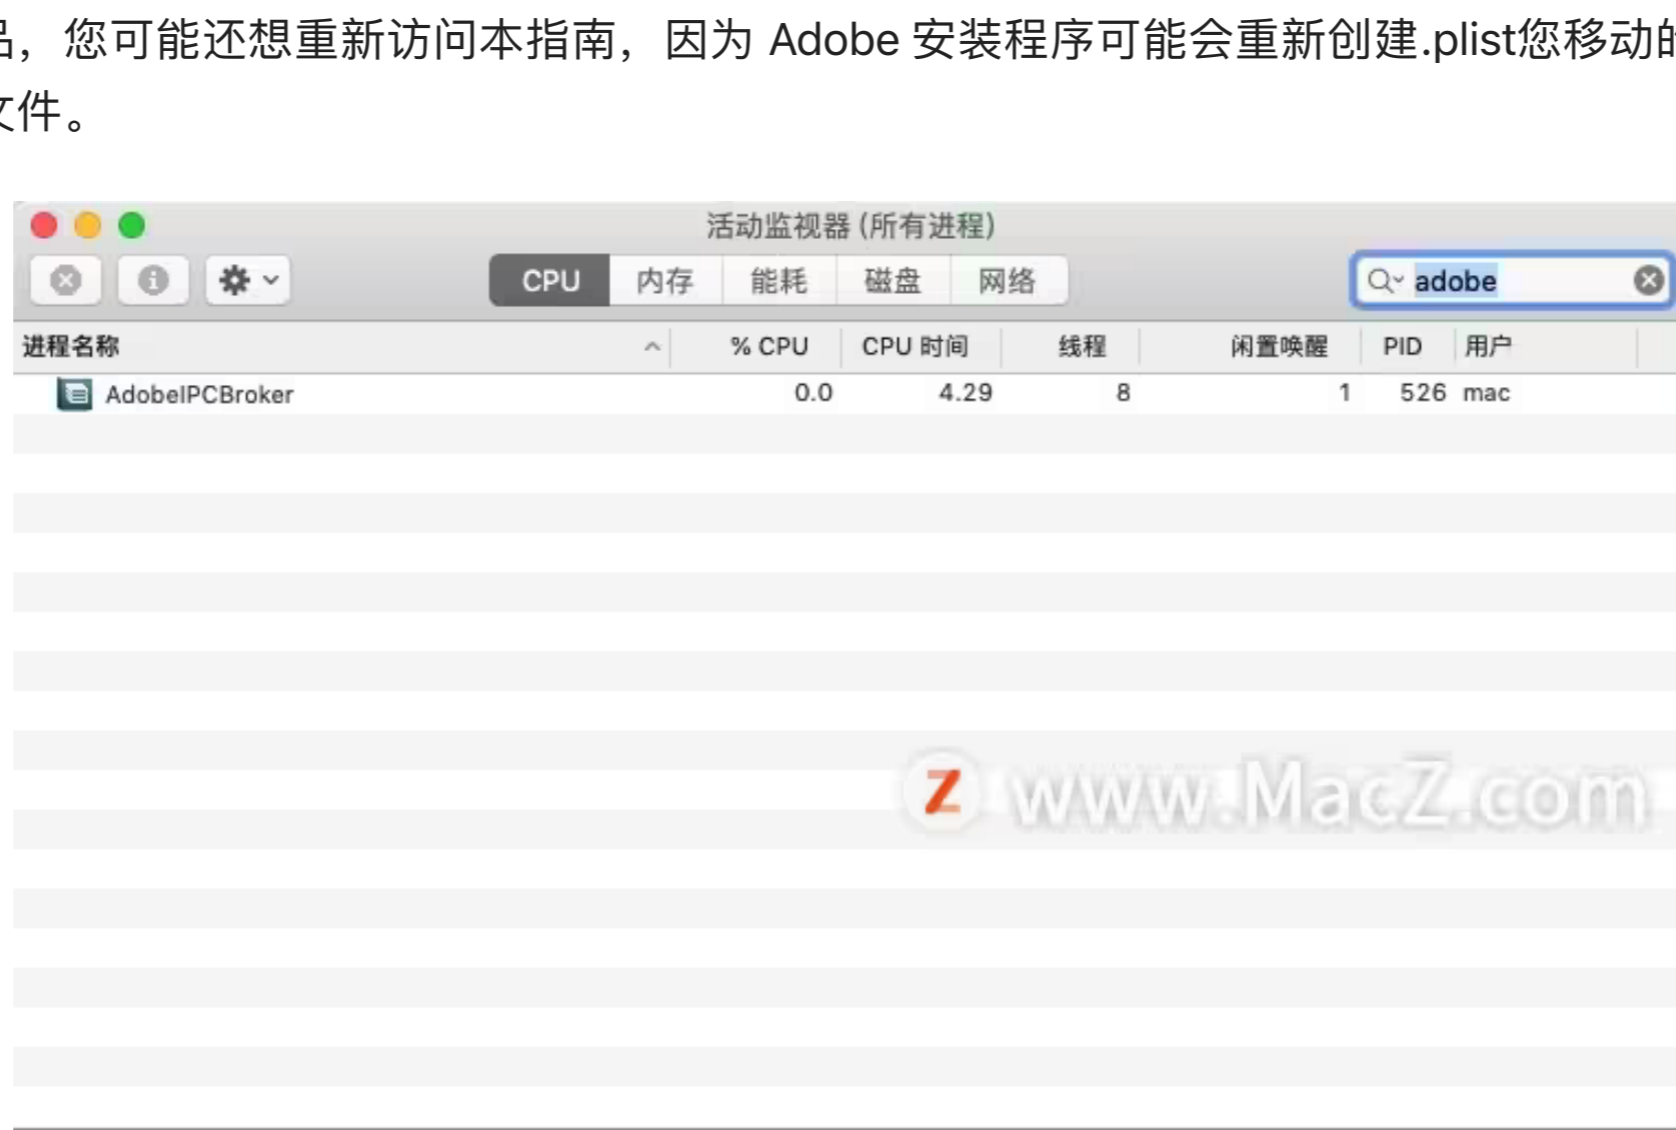 品，您可能还想重新访问本指南，因为 Adobe 安装程序可能会重新创建.plist您移动的
文件。
活动监视器 (所有进程)
CPU 内存 能耗 磁盘 网络 adobe
进程名称 % CPU CPU 时间 线程 闲置唤醒 PID 用户
AdobeIPCBroker 0.0 4.29 8 1 526 mac
Z www.MacZ.com